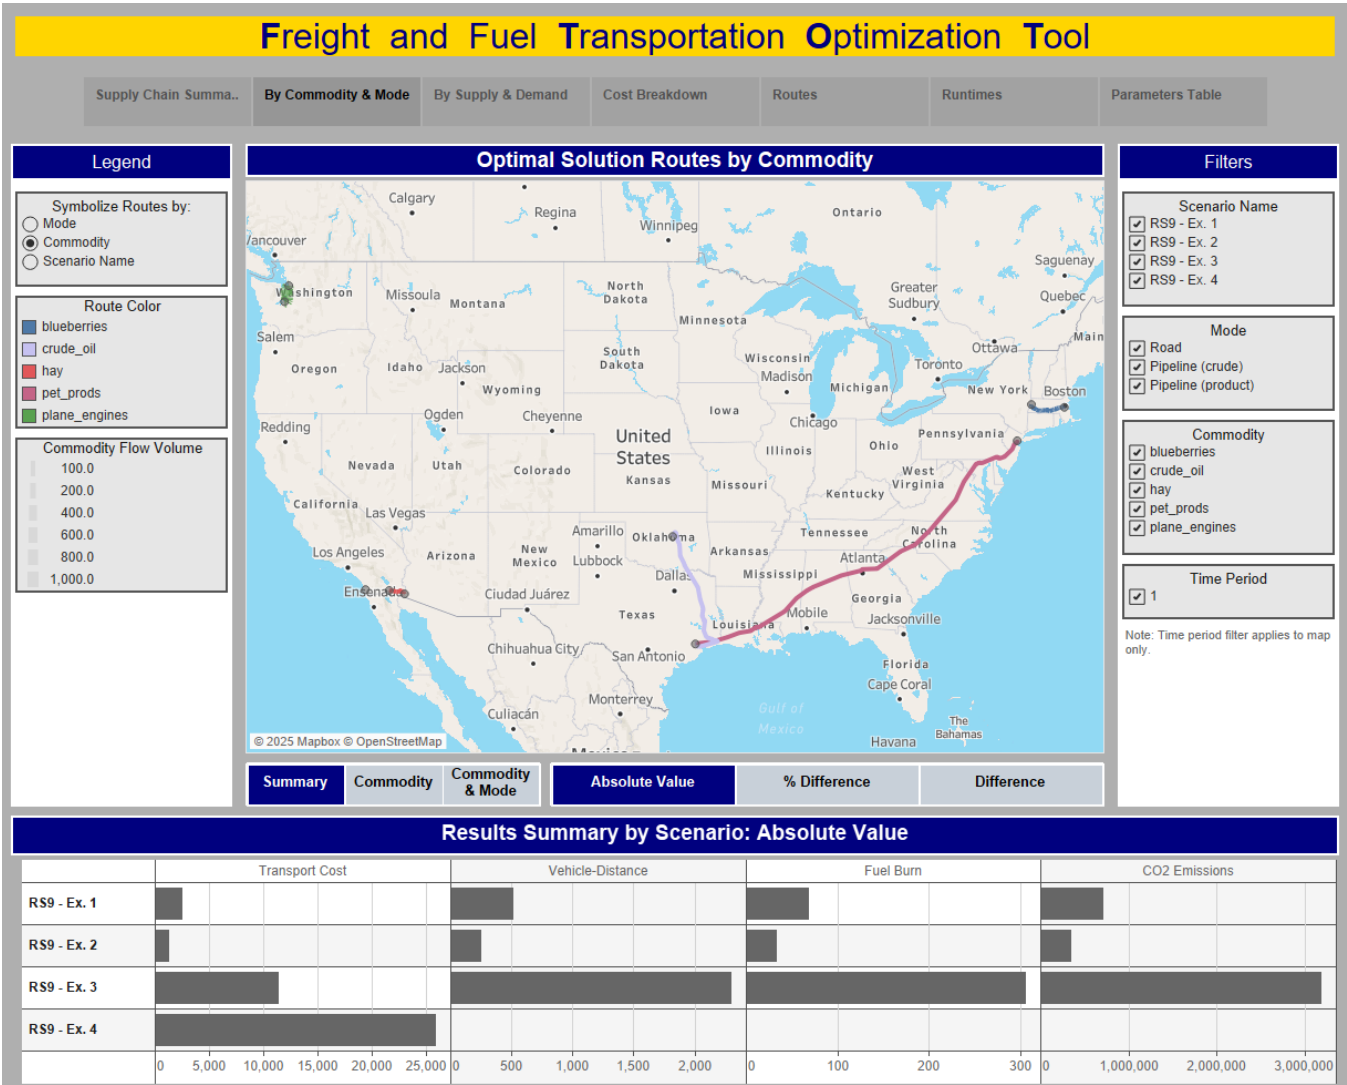 Freight and Fuel Transportation Optimization Tool
Supply Chain Summa..
By Commodity & Mode
By Supply & Demand
Cost Breakdown
Routes
Runtimes
Parameters Table
Legend
Symbolize Routes by:
Mode
Commodity
Scenario Name
Route Color
blueberries
crude_oil
hay
pet_prods
plane_engines
Commodity Flow Volume
100.0
200.0
400.0
600.0
800.0
1,000.0
Optimal Solution Routes by Commodity
Calgary
Regina
Winnipeg
Ontario
Vancouver
Saguenay
Washington
Missoula
Montana
North
Dakota
Greater
Sudbury
Quebec
Minnesota
Salem
Ottawa
Main
Oregon
Idaho
Jackson
South
Dakota
Wisconsin
Madison
Toronto
Michigan
New York
Boston
Wyoming
Ogden
Cheyenne
Iowa
Chicago
Redding
United
States
Pennsylvania
Nevada
Utah
Colorado
Kansas
Illinois
Ohio
West
Virginia
Missouri
Kentucky
California
Las Vegas
Amarillo
Oklahoma
Tennessee
North
Carolina
Los Angeles
Arizona
New
Mexico
Lubbock
Arkansas
Atlanta
Dallas
Mississippi
Ensenada
Ciudad Juárez
Georgia
Texas
Louisiana
Mobile
Jacksonville
Chihuahua City
San Antonio
Florida
Cape Coral
Monterrey
Culiacán
Gulf of
Mexico
The
Bahamas
Havana
Mexico
© 2025 Mapbox © OpenStreetMap
Summary
Commodity
Commodity
& Mode
Absolute Value
% Difference
Difference
Filters
Scenario Name
RS9 - Ex. 1
RS9 - Ex. 2
RS9 - Ex. 3
RS9 - Ex. 4
Mode
Road
Pipeline (crude)
Pipeline (product)
Commodity
blueberries
crude_oil
hay
pet_prods
plane_engines
Time Period
1
Note: Time period filter applies to map
only.
Results Summary by Scenario: Absolute Value
Transport Cost
Vehicle-Distance
Fuel Burn
CO2 Emissions
RS9 - Ex. 1
RS9 - Ex. 2
RS9 - Ex. 3
RS9 - Ex. 4
0 5,000 10,000 15,000 20,000 25,000
0 500 1,000 1,500 2,000
0 100 200 300
0 1,000,000 2,000,000 3,000,000